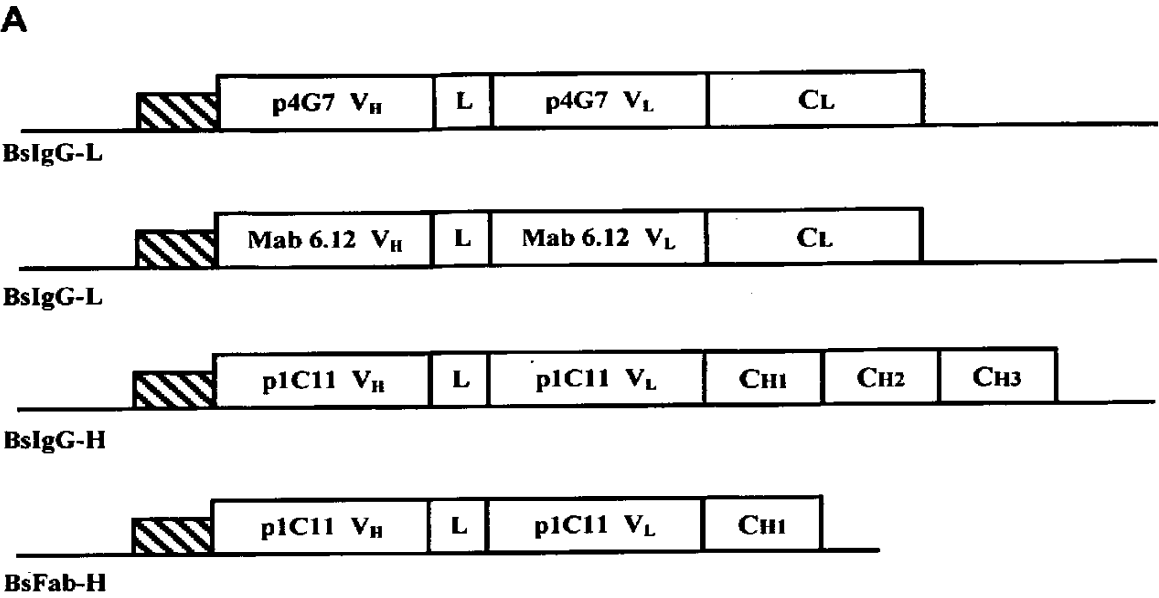 A
p4G7 VH L p4G7 VL CL
BsIgG-L
Mab 6.12 VH L Mab 6.12 VL CL
BsIgG-L
p1C11 VH L p1C11 VL CH1 CH2 CH3
BsIgG-H
p1C11 VH L p1C11 VL CH1
BsFab-H